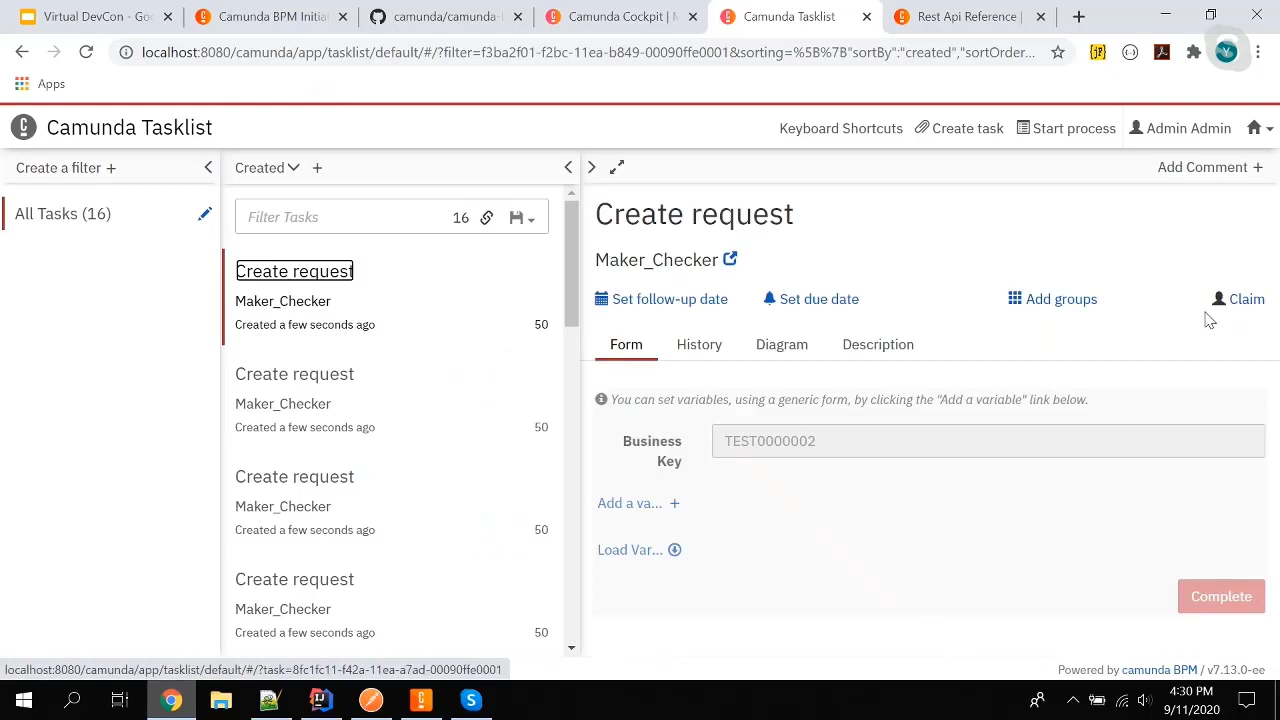 Virtual DevCon - Goo
Camunda BPM Initia
camunda/camunda-
Camunda Cockpit | M
Camunda Tasklist
Rest Api Reference |
localhost:8080/camunda/app/tasklist/default/#/?filter=f3ba2f01-f2bc-11ea-b849-00090ffe0001&sorting=%5B%7B"sortBy":"created","sortOrder...
Y
Apps
Camunda Tasklist
Keyboard Shortcuts
Create task
Start process
Admin Admin
Create a filter +
Created
Add Comment +
All Tasks (16)
Filter Tasks
16
Create request
Maker_Checker
Created a few seconds ago
50
Create request
Maker_Checker
Created a few seconds ago
50
Create request
Maker_Checker
Created a few seconds ago
50
Create request
Maker_Checker
Created a few seconds ago
50
Create request
Maker_Checker
Set follow-up date
Set due date
Add groups
Claim
Form
History
Diagram
Description
You can set variables, using a generic form, by clicking the "Add a variable" link below.
Business
Key
TEST0000002
Add a va... +
Load Var...
Complete
localhost:8080/camunda/app/tasklist/default/#/?task=8fc1fc11-f42a-11ea-a7ad-00090ffe0001
Powered by camunda BPM / v7.13.0-ee
4:30 PM
9/11/2020